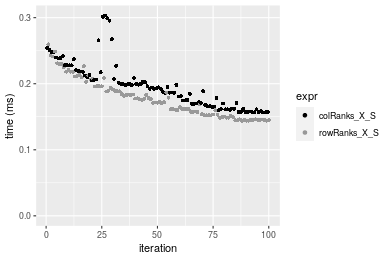 0.3
0.2
0.1
0.0
time (ms)
0
25
50
75
100
iteration
expr
colRanks_X_S
rowRanks_X_S